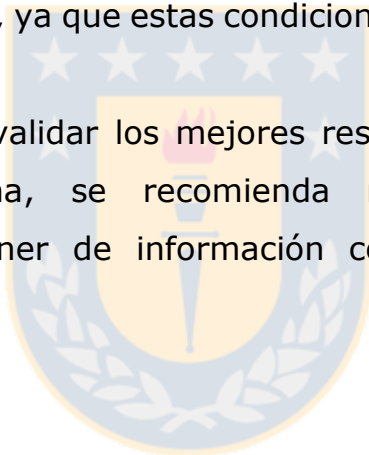 , ya que estas condicion
validar los mejores res
na, se recomienda
ner de información co